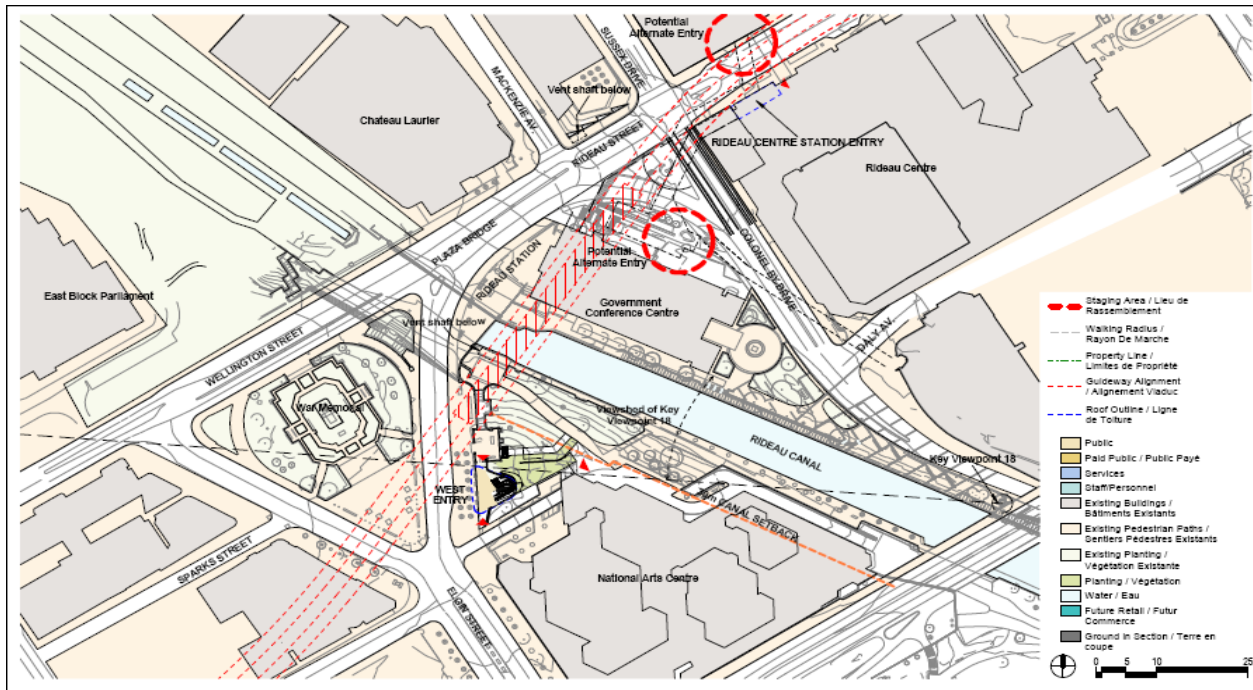 Potential
Alternate Entry
SUSSEX DRIVE
MACKENZIE AV.
Vent shaft below
Chateau Laurier
RIDEAU STREET
RIDEAU CENTRE STATION ENTRY
Rideau Centre
PLAZA BRIDGE
RIDEAU STATION
Potential
Alternate Entry
COLONEL BY DRIVE
East Block Parliament
Government
Conference Centre
Vent shaft below
DALY AV.
WELLINGTON STREET
War Memorial
Viewshed of Key
Viewpoint 18
RIDEAU CANAL
Key Viewpoint 18
WEST
ENTRY
CANAL SETBACK
SPARKS STREET
National Arts Centre
ELGIN STREET
Staging Area / Lieu de
Rassemblement
Walking Radius /
Rayon De Marche
Property Line /
Limites de Propriété
Guideway Alignment
/ Alignement Viaduc
Roof Outline / Ligne
de Toiture
Public
Paid Public / Public Payé
Services
Staff/Personnel
Existing Buildings /
Bâtiments Existants
Existing Pedestrian Paths /
Sentiers Pédestres Existants
Existing Planting /
Végétation Existante
Planting / Végétation
Water / Eau
Future Retail / Futur
Commerce
Ground in Section / Terre en
coupe
0 5 10 25